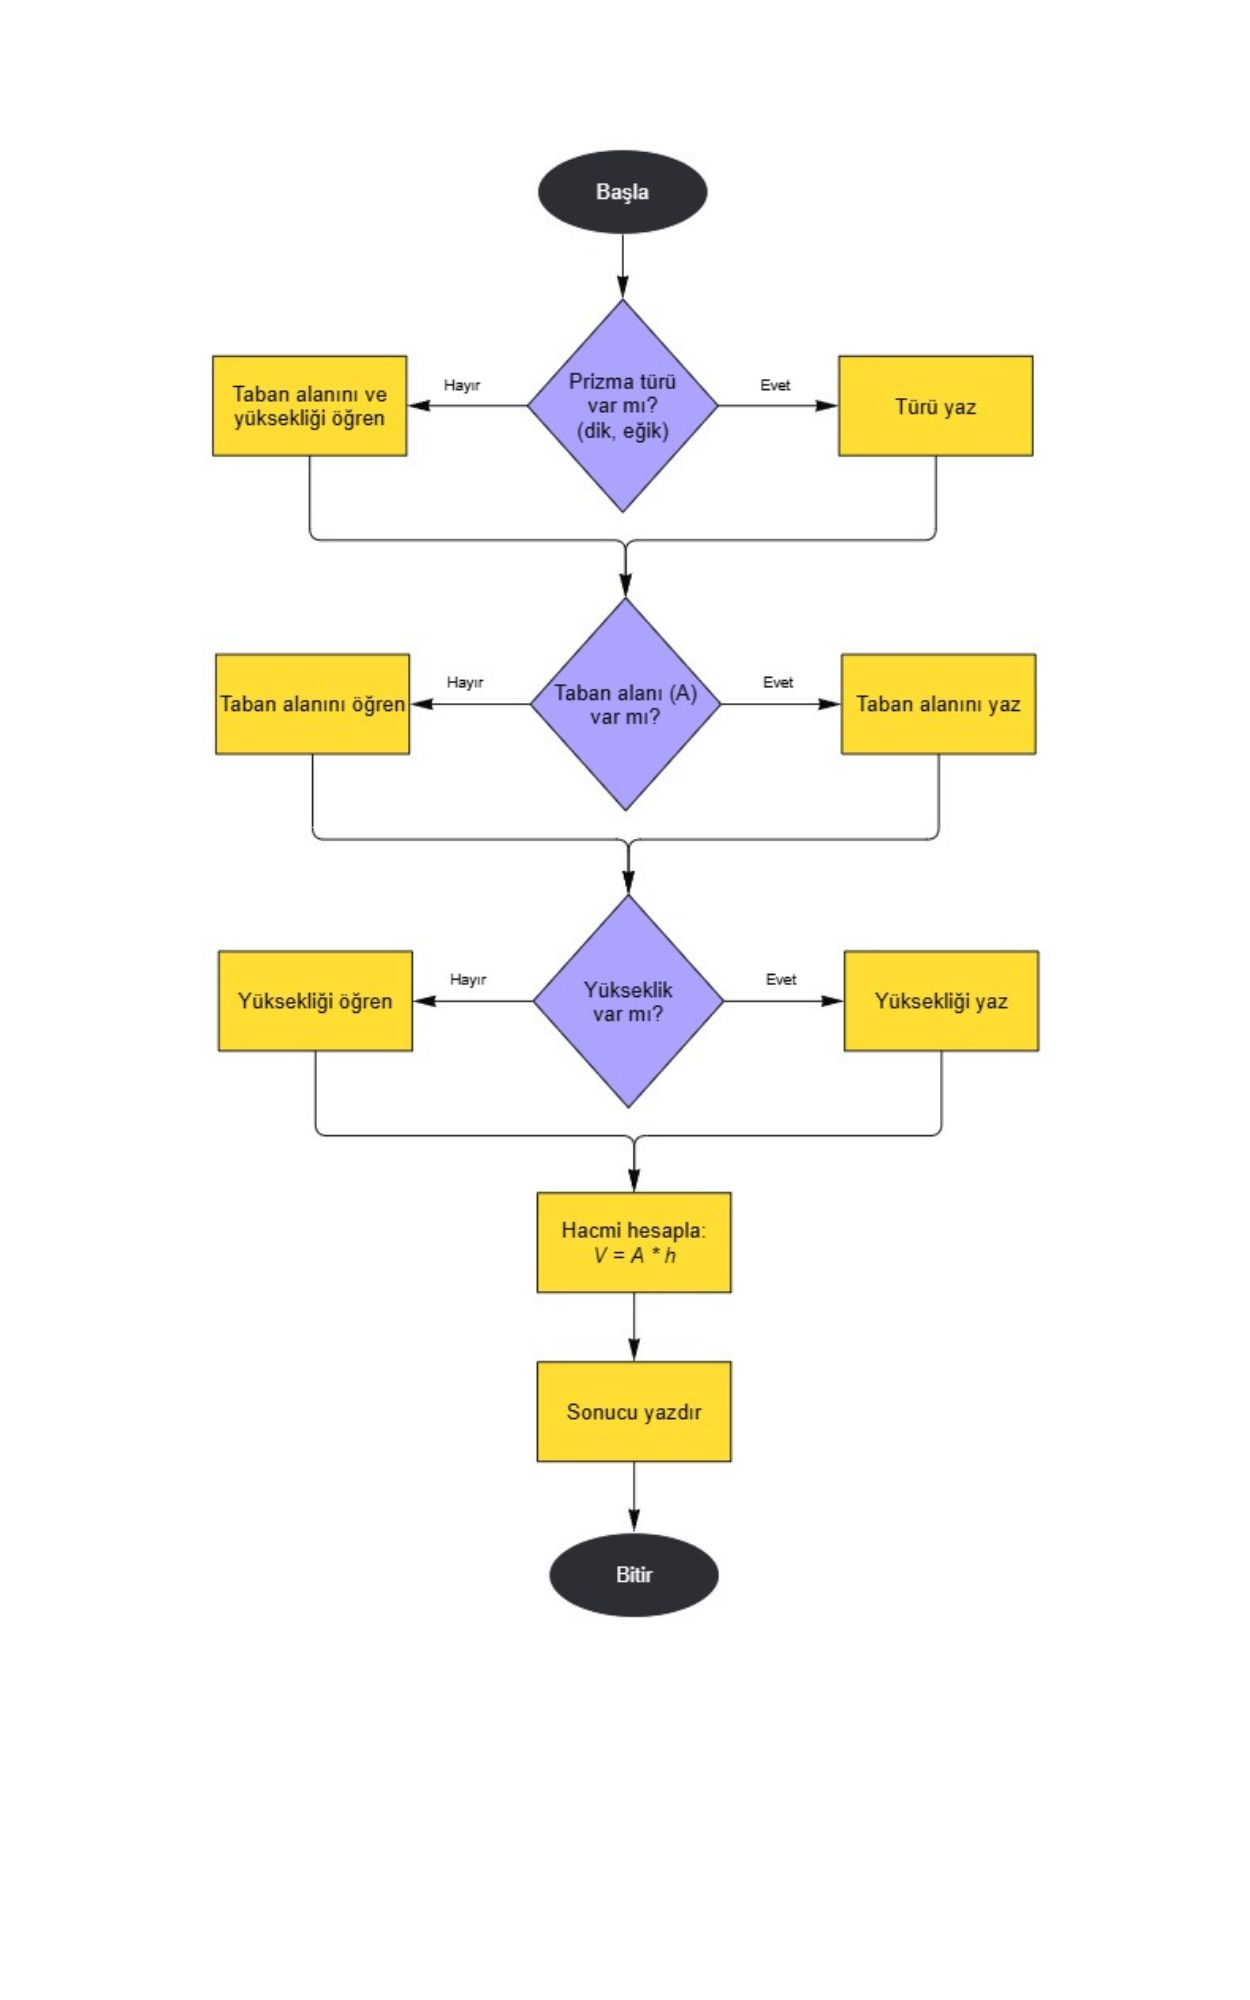 Başla
Prizma türü
var mı?
(dik, eğik)
Hayır
Evet
Taban alanını ve
yüksekliği öğren
Türü yaz
Taban alanı (A)
var mı?
Hayır
Evet
Taban alanını öğren
Taban alanını yaz
Yükseklik
var mı?
Hayır
Evet
Yüksekliği öğren
Yüksekliği yaz
Hacmi hesapla:
V = A * h
Sonucu yazdır
Bitir